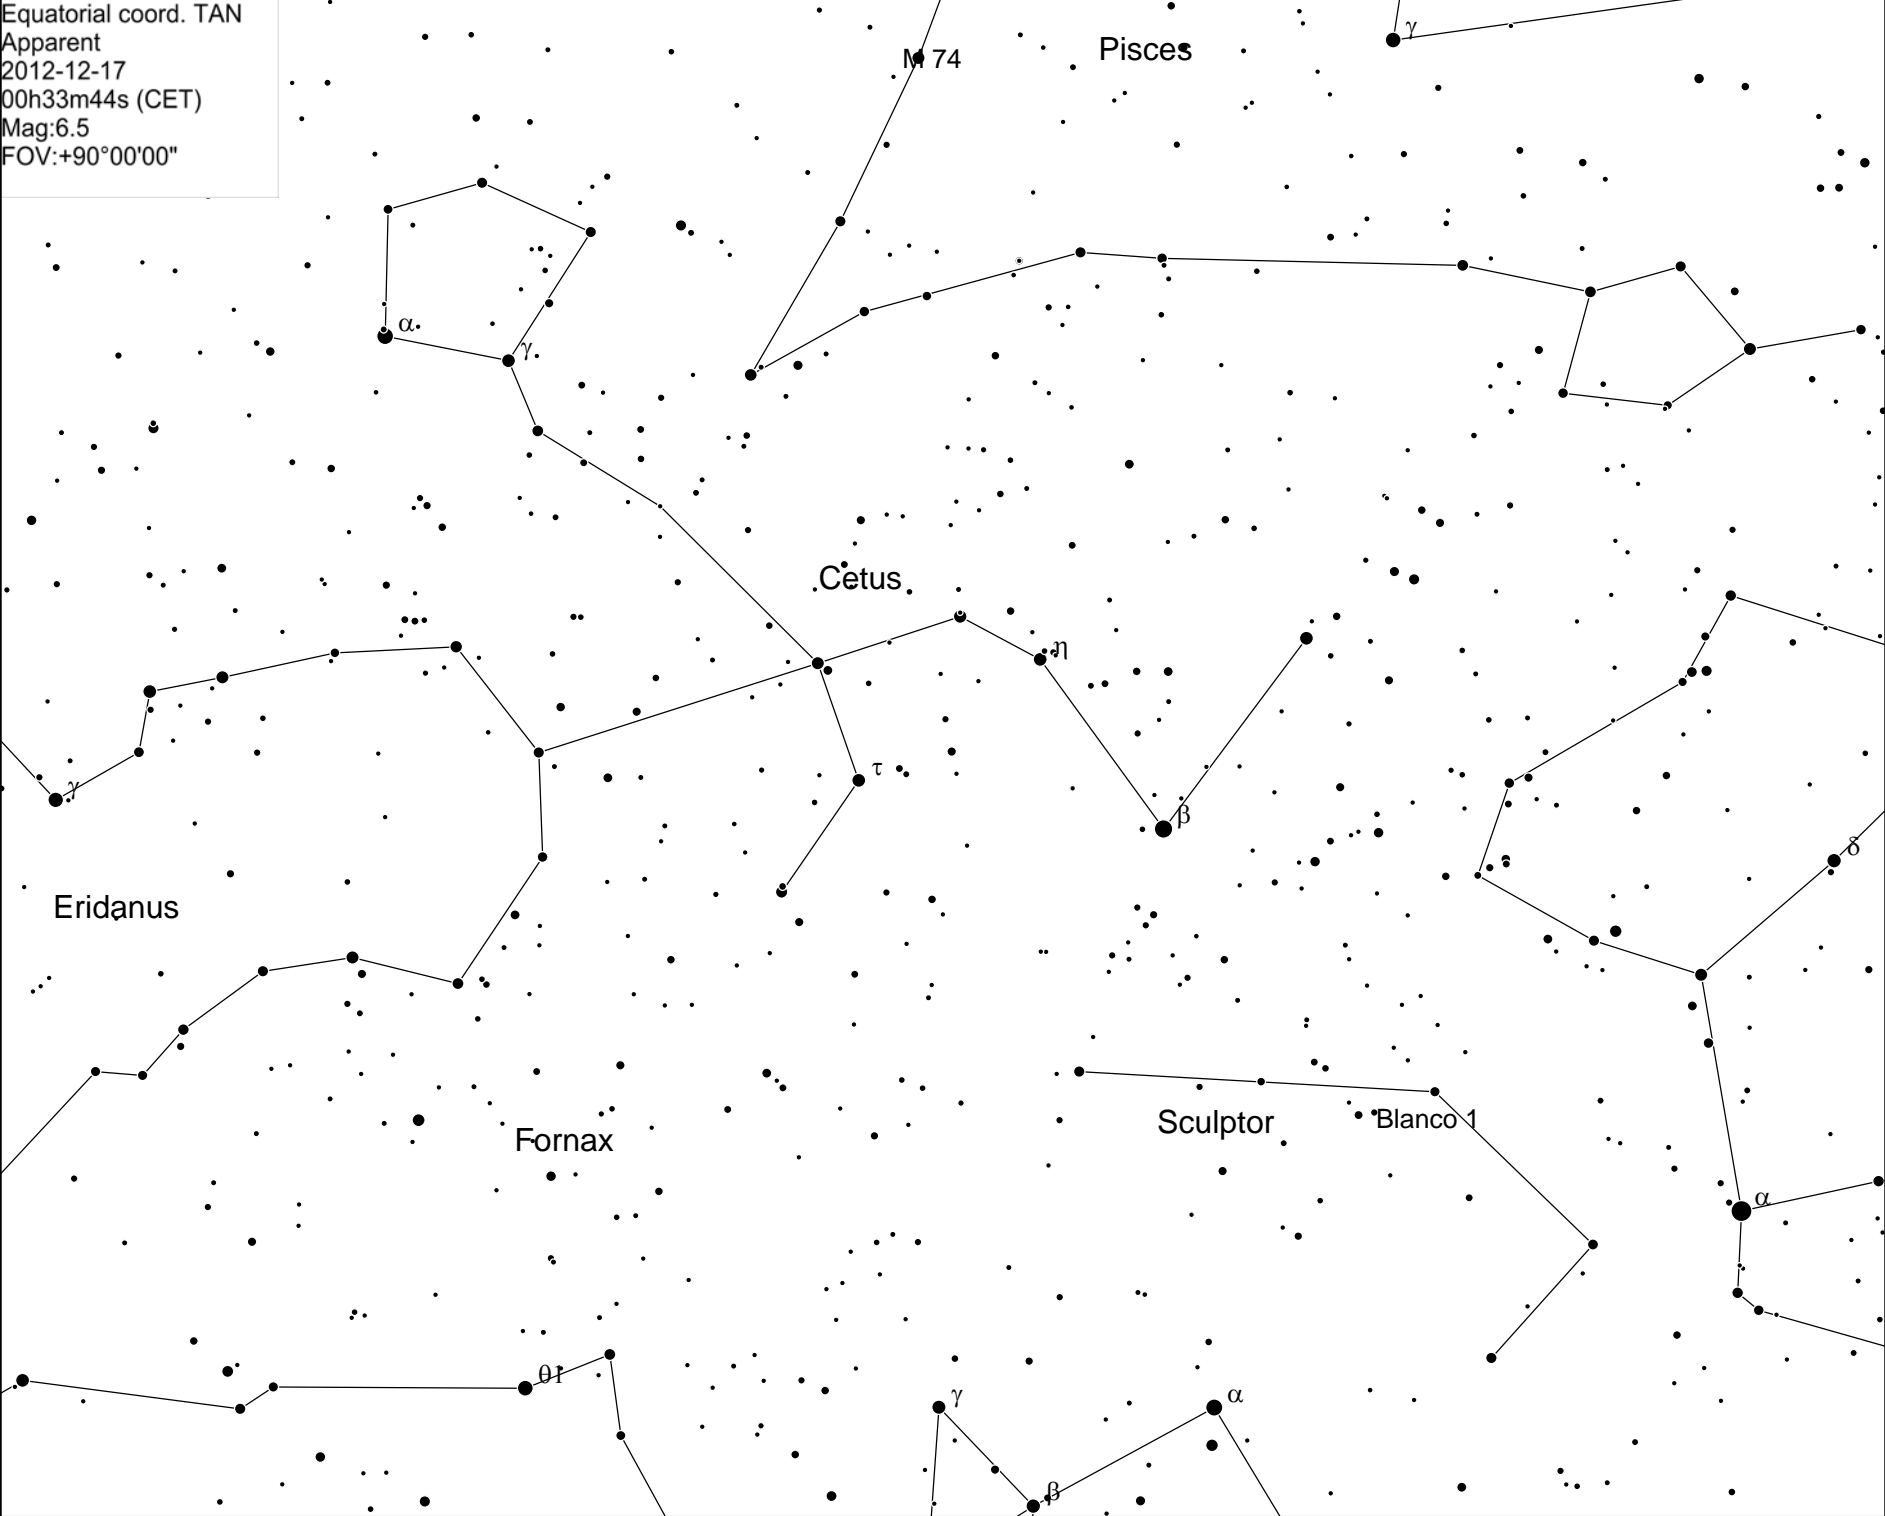 Equatorial coord. TAN
Apparent
2012-12-17
00h33m44s (CET)
Mag:6.5
FOV:+90°00'00"
γ
Pisces
M 74
α
γ
Cetus
η
τ
γ
β
δ
Eridanus
Sculptor
Blanco 1
Fornax
α
θ1
γ
α
β